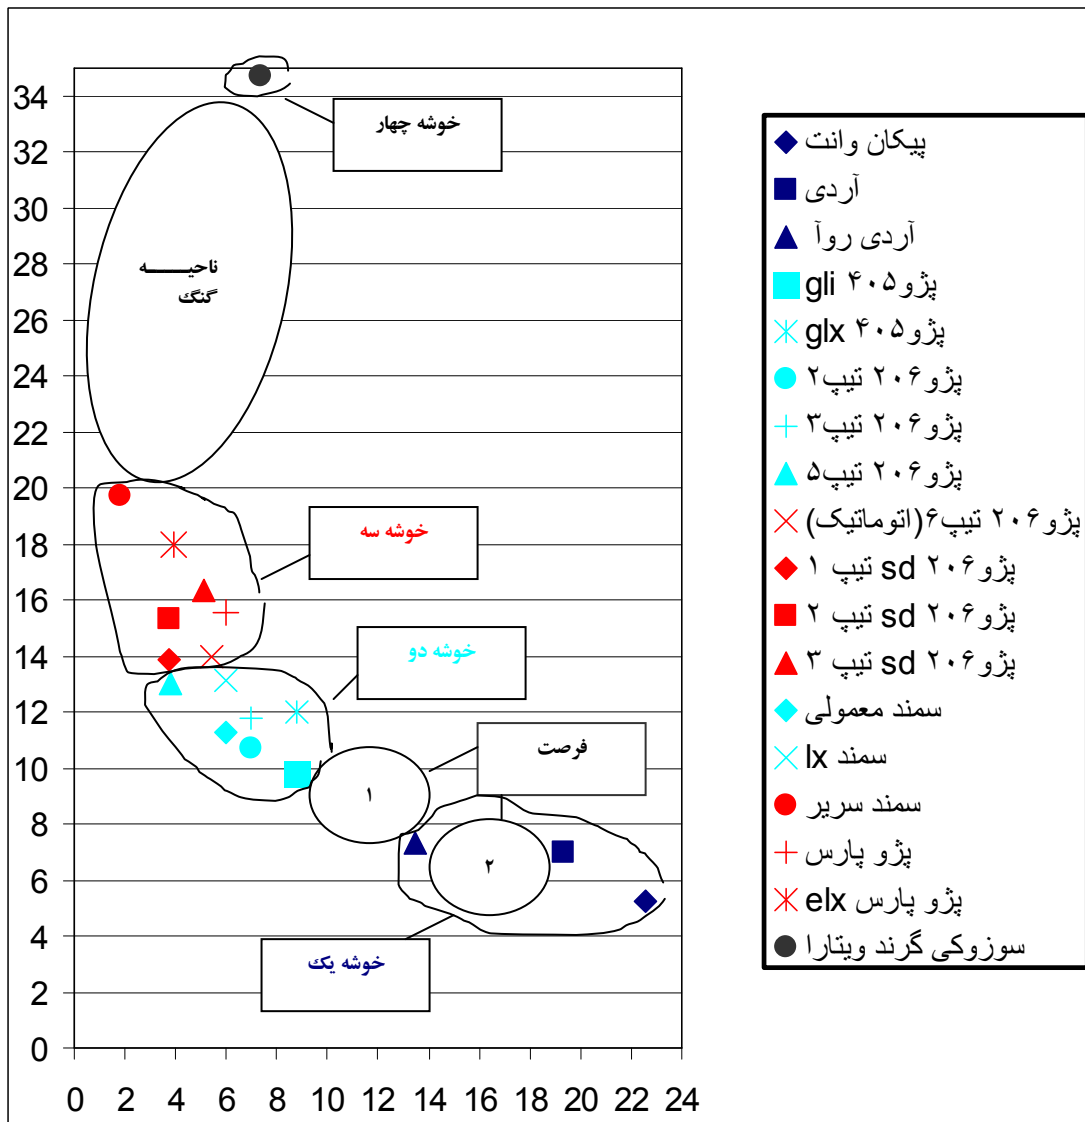 34
32
30
28
26
24
22
20
18
16
14
12
10
8
6
4
2
0
0 2 4 6 8 10 12 14 16 18 20 22 24
خوشه چهار
ناحیـــــــه
گنگ
خوشه سه
خوشه دو
فرصت
۱
۲
خوشه یک
پیکان وانت
آردی
آردی روآ
پژو۴۰۵ gli
پژو۴۰۵ glx
پژو۲۰۶ تیپ۲
پژو۲۰۶ تیپ۳
پژو۲۰۶ تیپ۵
پژو۲۰۶ تیپ۶(اتوماتیک)
پژو۲۰۶ sd تیپ ۱
پژو۲۰۶ sd تیپ ۲
پژو۲۰۶ sd تیپ ۳
سمند معمولی
سمند lx
سمند سریر
پژو پارس
پژو پارس elx
سوزوکی گرند ویتارا